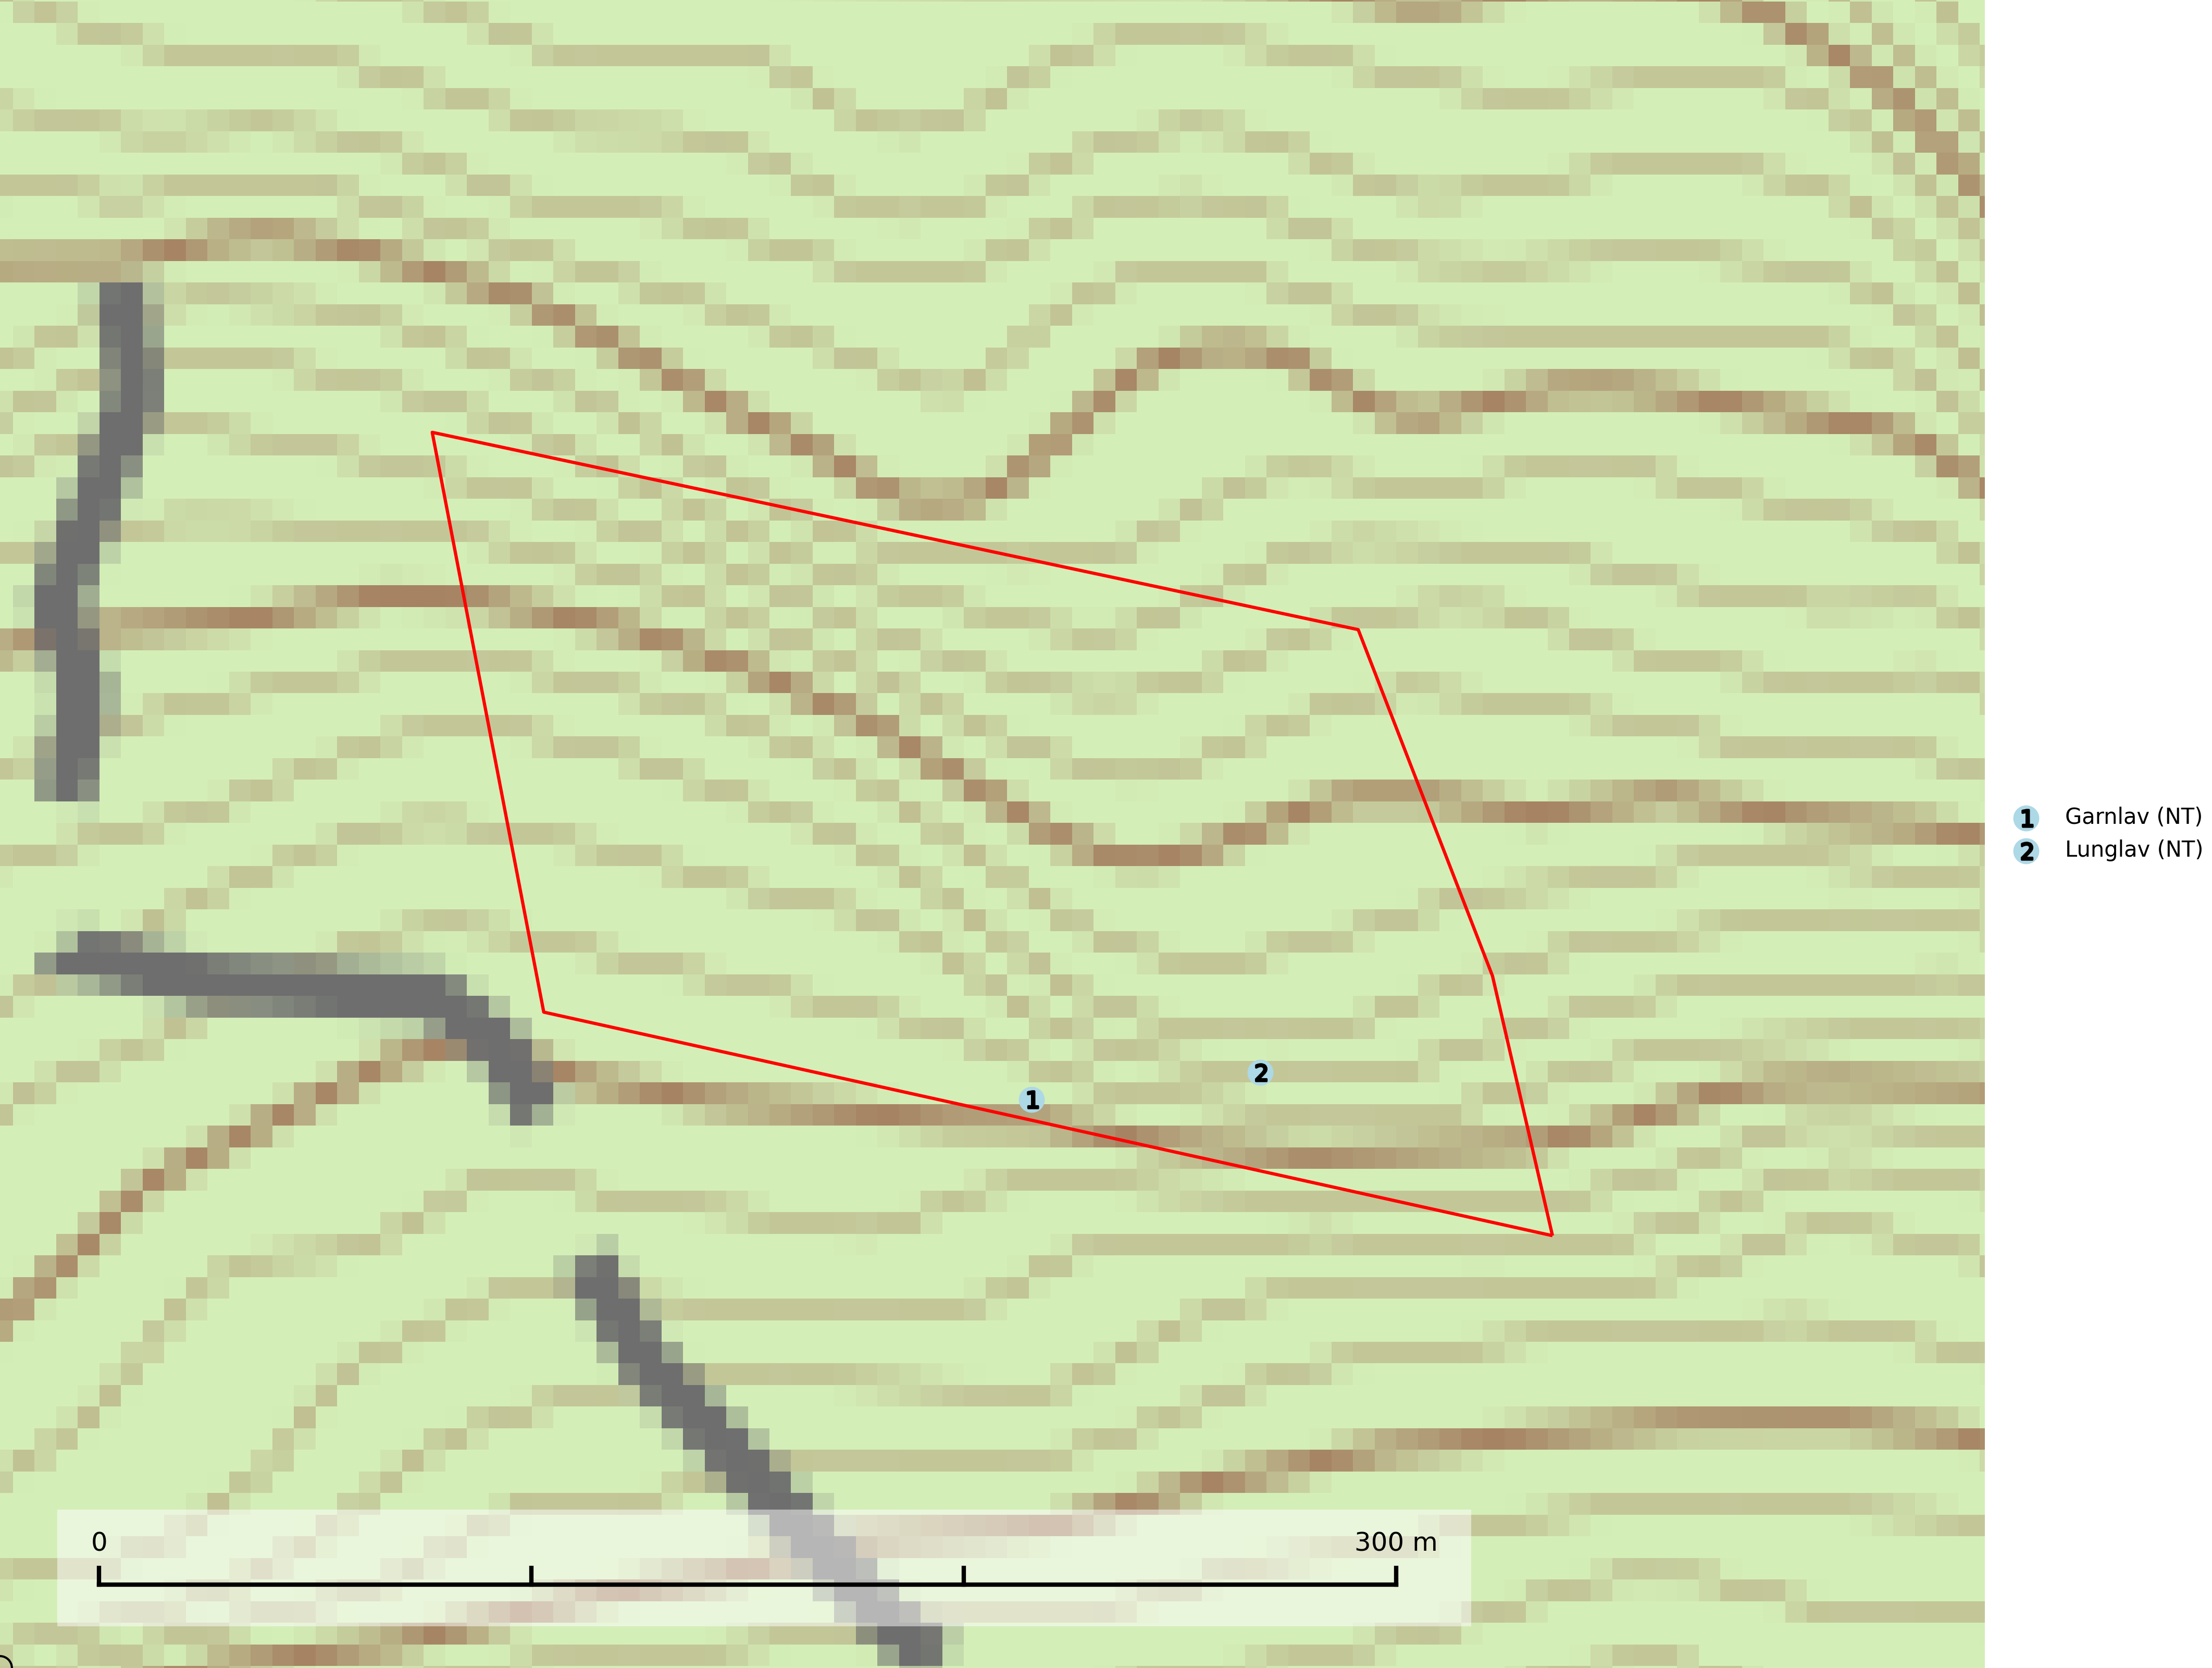 1 Garnlav (NT)
2 Lunglav (NT)
2
1
0 300 m